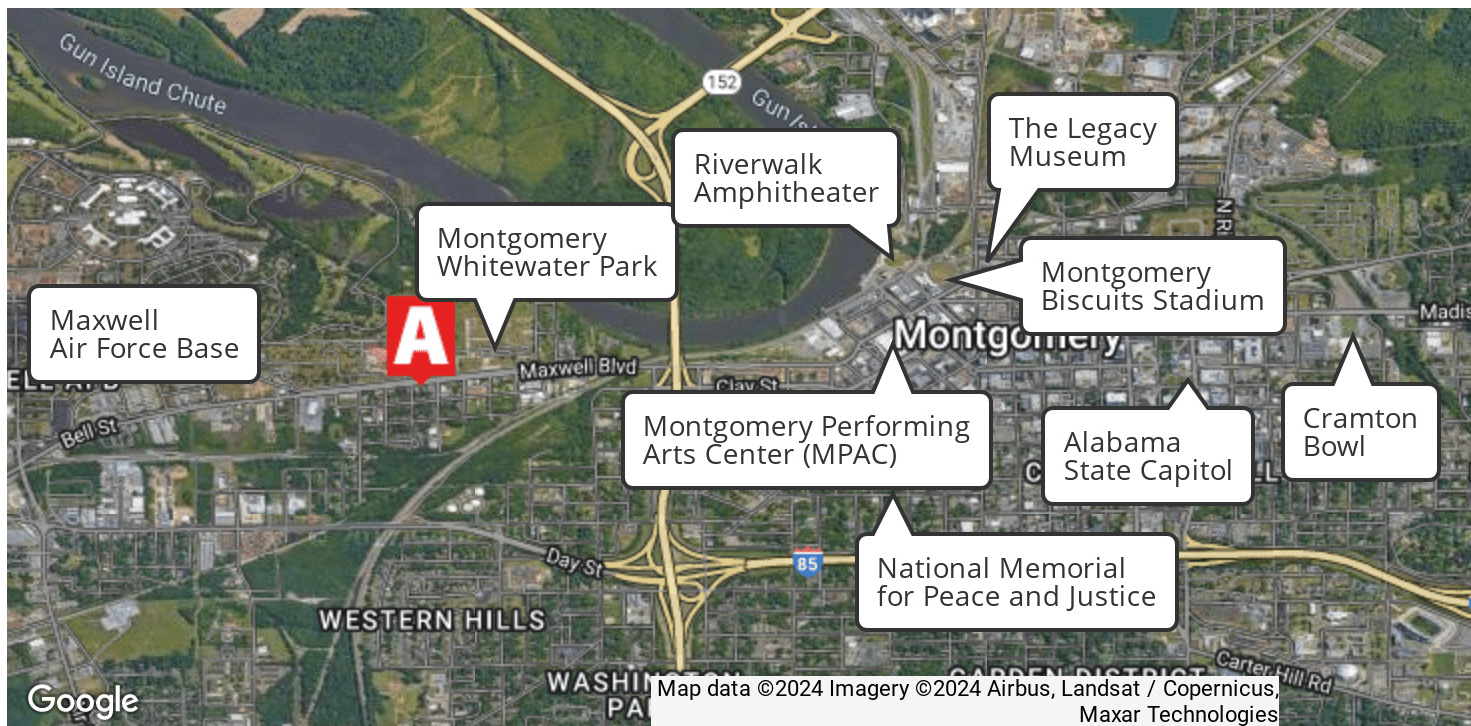 Gun Island Chute
152
Gun Is
The Legacy
Museum
Riverwalk
Amphitheater
Montgomery
Whitewater Park
Montgomery
Biscuits Stadium
Maxwell
Air Force Base
A
Madis
Montgomery
Maxwell Blvd
Clay St
Bell St
Montgomery Performing
Arts Center (MPAC)
Alabama
State Capitol
Cramton
Bowl
Day St
85
National Memorial
for Peace and Justice
WESTERN HILLS
WASHINGTON
GARDEN DISTRICT
Carter Hill Rd
Google
Map data ©2024 Imagery ©2024 Airbus, Landsat / Copernicus,
Maxar Technologies